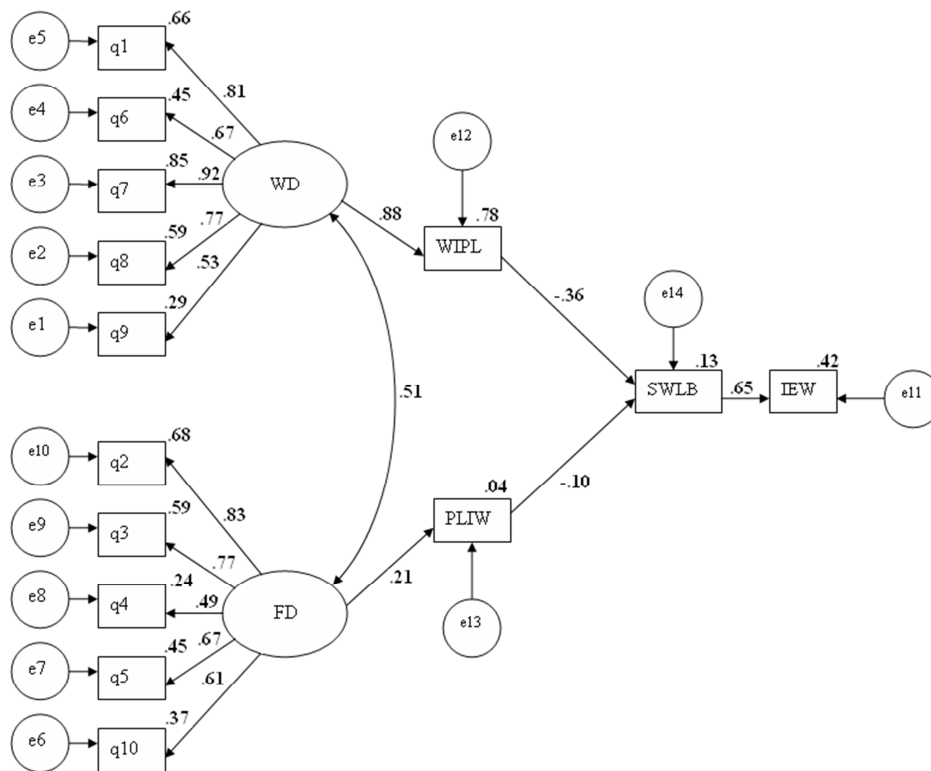 .66
e5
q1
.81
.45
e4
q6
.67
.85
e3
q7
.92
WD
.59
.77
e2
q8
.53
.29
e1
q9
e12
.88
.78
WIPL
-.36
e14
.13
.42
SWLB
.65
IEW
e11
.51
.68
e10
q2
.83
.59
e9
q3
.77
.24
e8
q4
.49
FD
.45
.67
e7
q5
.61
.37
e6
q10
.04
-.10
PLIW
.21
e13